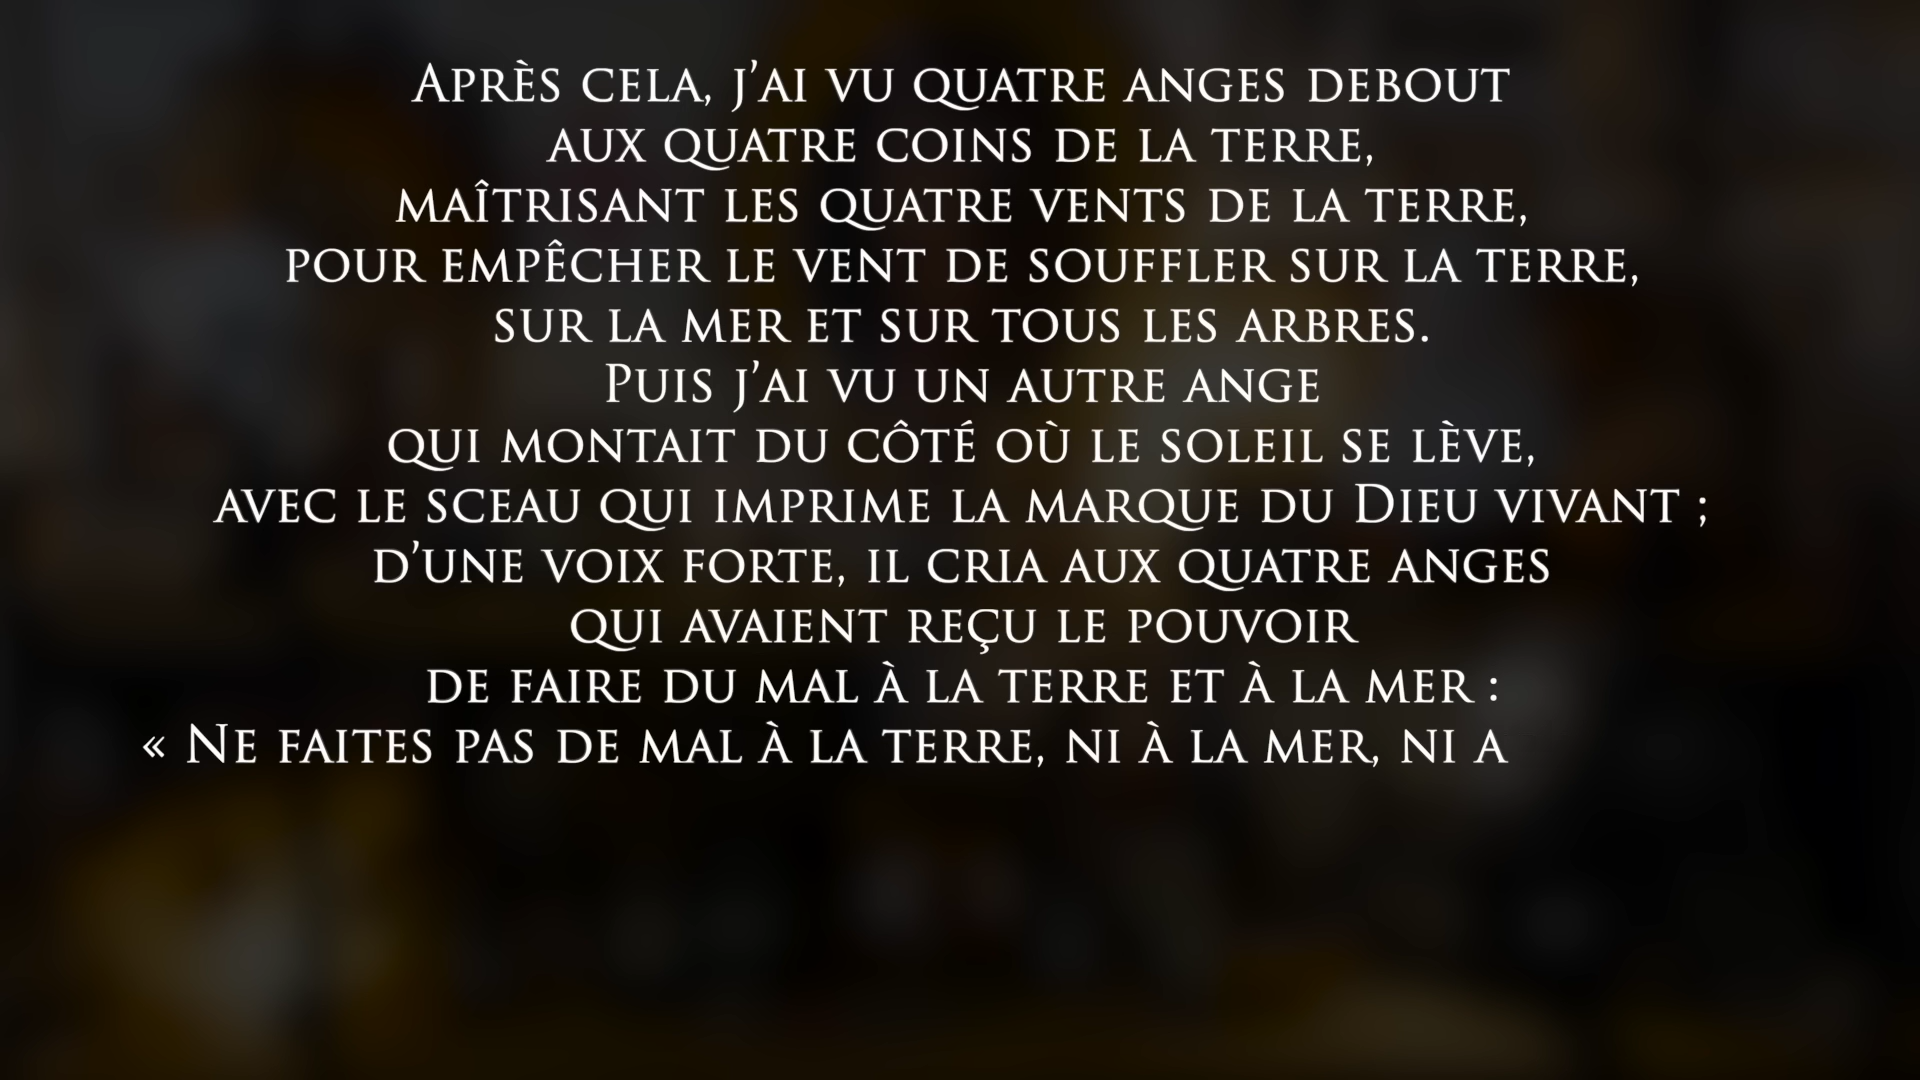 Après cela, j’ai vu quatre anges debout
aux quatre coins de la terre,
maîtrisant les quatre vents de la terre,
pour empêcher le vent de souffler sur la terre,
sur la mer et sur tous les arbres.
Puis j’ai vu un autre ange
qui montait du côté où le soleil se lève,
avec le sceau qui imprime la marque du Dieu vivant ;
d’une voix forte, il cria aux quatre anges
qui avaient reçu le pouvoir
de faire du mal à la terre et à la mer :
« Ne faites pas de mal à la terre, ni à la mer, ni a